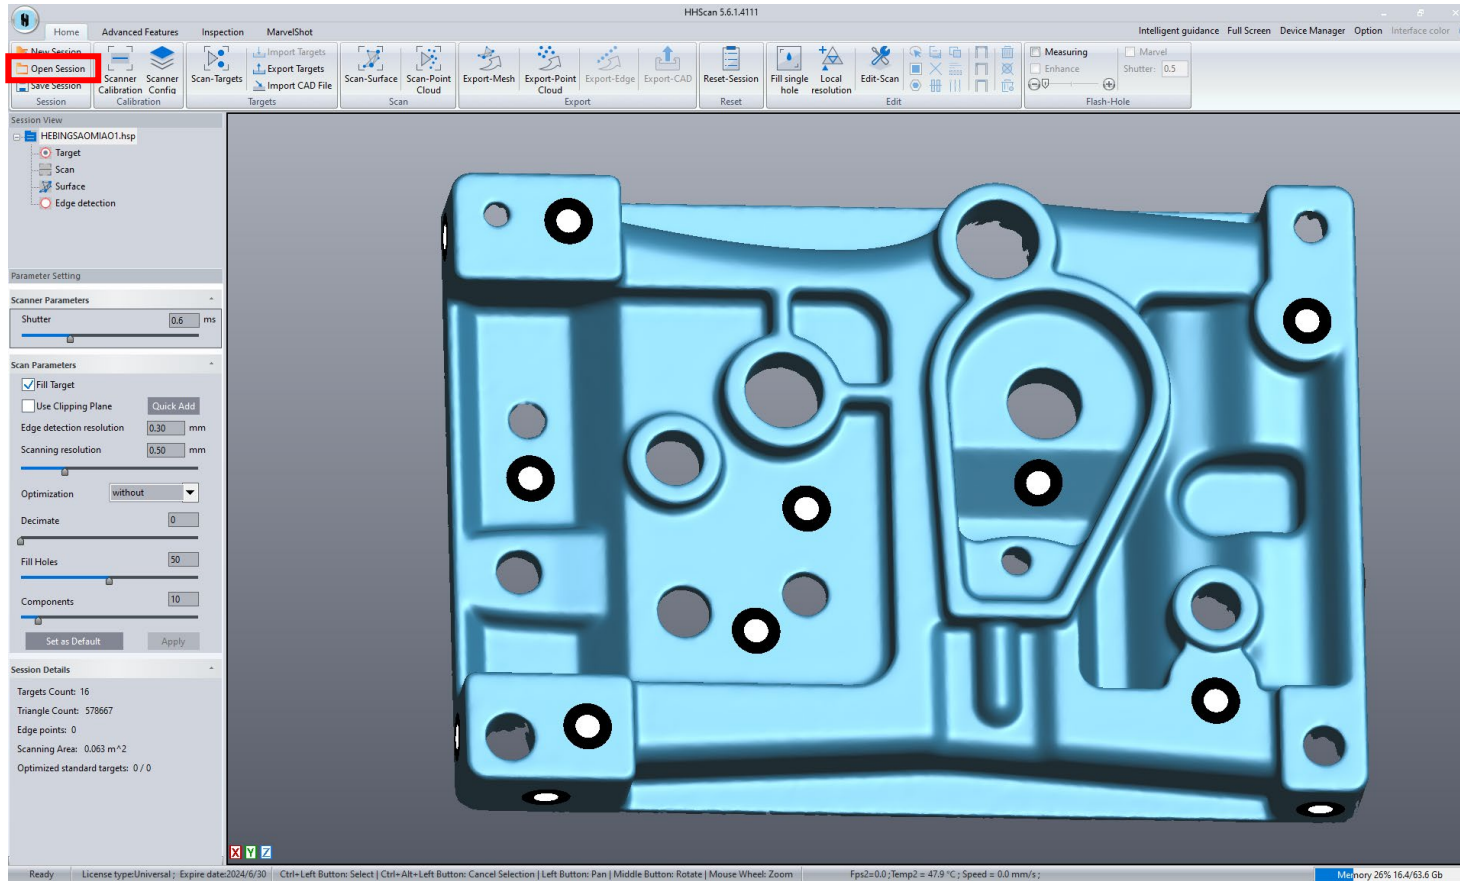 HHScan 5.6.1.4111
Home Advanced Features Inspection MarvelShot Intelligent guidance Full Screen Device Manager Option Interface color
New Session
Open Session
Save Session
Session
Scanner Calibration
Scanner Config
Calibration
Scan-Targets
Import Targets
Export Targets
Import CAD File
Targets
Scan-Surface
Scan-Point Cloud
Scan
Export-Mesh
Export-Point Cloud
Export-Edge
Export-CAD
Export
Reset-Session
Reset
Fill single hole
Local resolution
Edit-Scan
Edit
Measuring
Enhance
Marvel
Shutter: 0.5
Flash-Hole
Session View
HEBINGSAOMIAO1.hsp
Target
Scan
Surface
Edge detection
Parameter Setting
Scanner Parameters
Shutter 0.6 ms
Scan Parameters
Fill Target
Use Clipping Plane Quick Add
Edge detection resolution 0.30 mm
Scanning resolution 0.50 mm
Optimization without
Decimate 0
Fill Holes 50
Components 10
Set as Default Apply
Session Details
Targets Count: 16
Triangle Count: 578667
Edge points: 0
Scanning Area: 0.063 m^2
Optimized standard targets: 0 / 0
X Y Z
Ready License type:Universal ; Expire date:2024/6/30 Ctrl+Left Button: Select | Ctrl+Alt+Left Button: Cancel Selection | Left Button: Pan | Middle Button: Rotate | Mouse Wheel: Zoom Fps2=0.0 ;Temp2 = 47.9 °C ; Speed = 0.0 mm/s ; Memory 26% 16.4/63.6 Gb